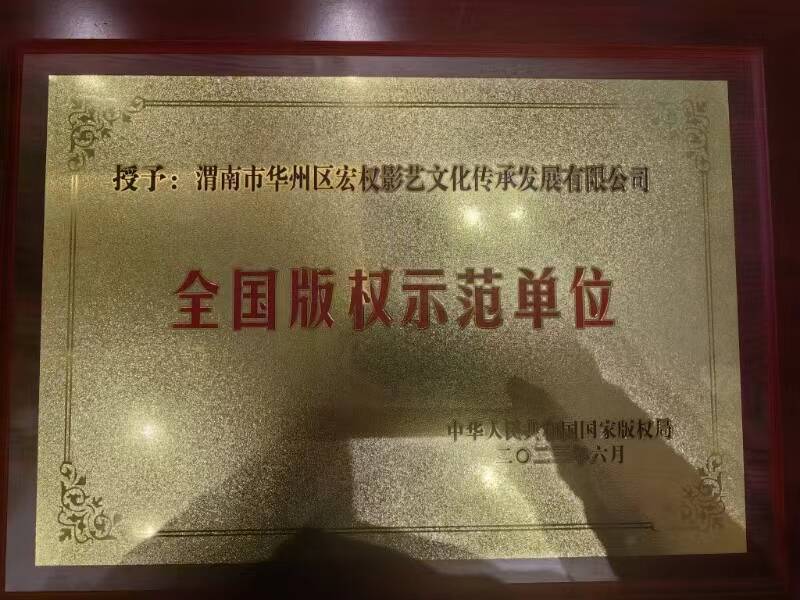 授予：渭南市华州区宏权影艺文化传承发展有限公司
全国版权示范单位
中华人民共和国国家版权局
二〇二三年六月